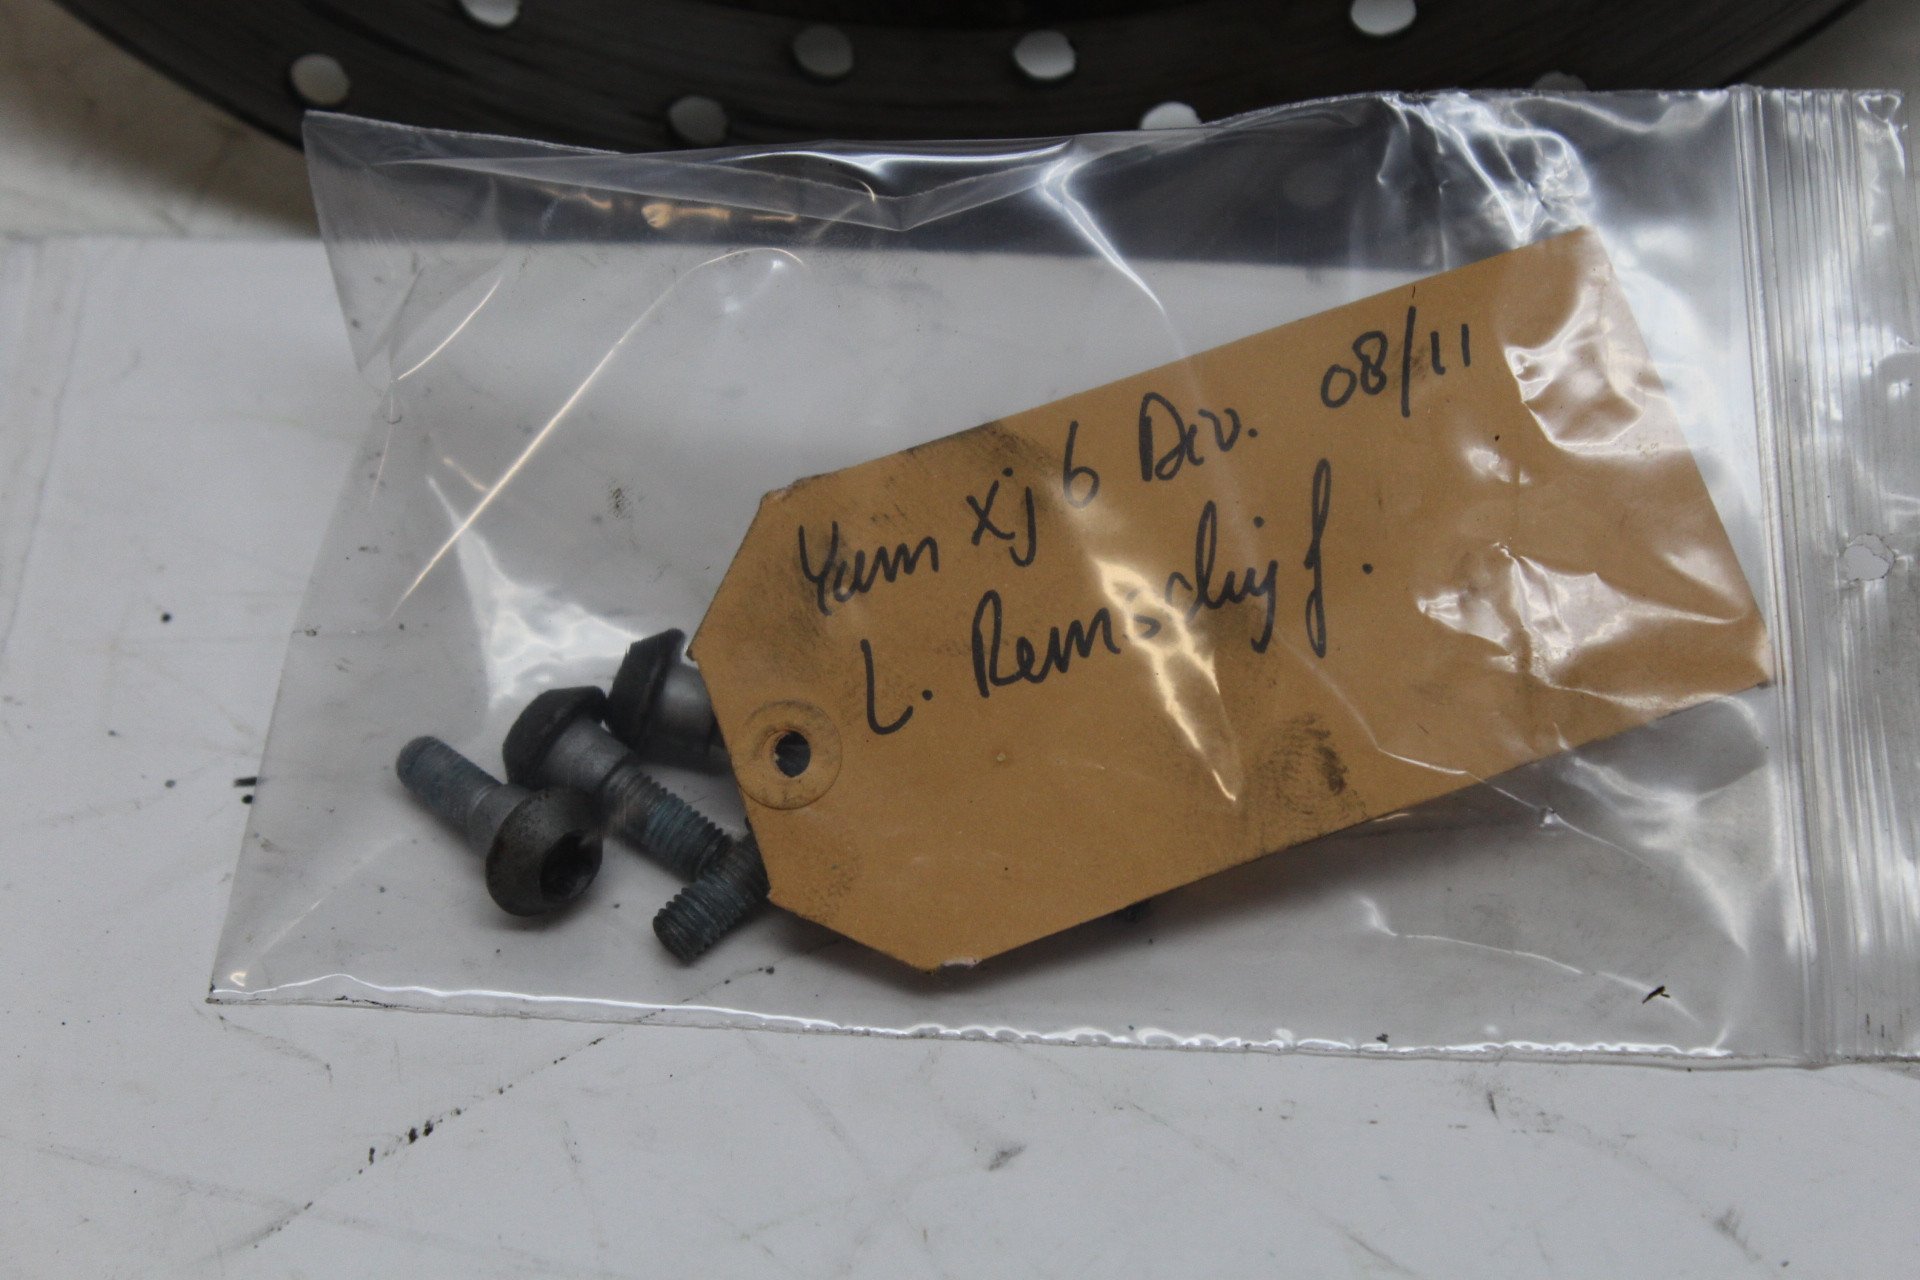 Yam xj 6 Div. 08/11
L. Remschijf.